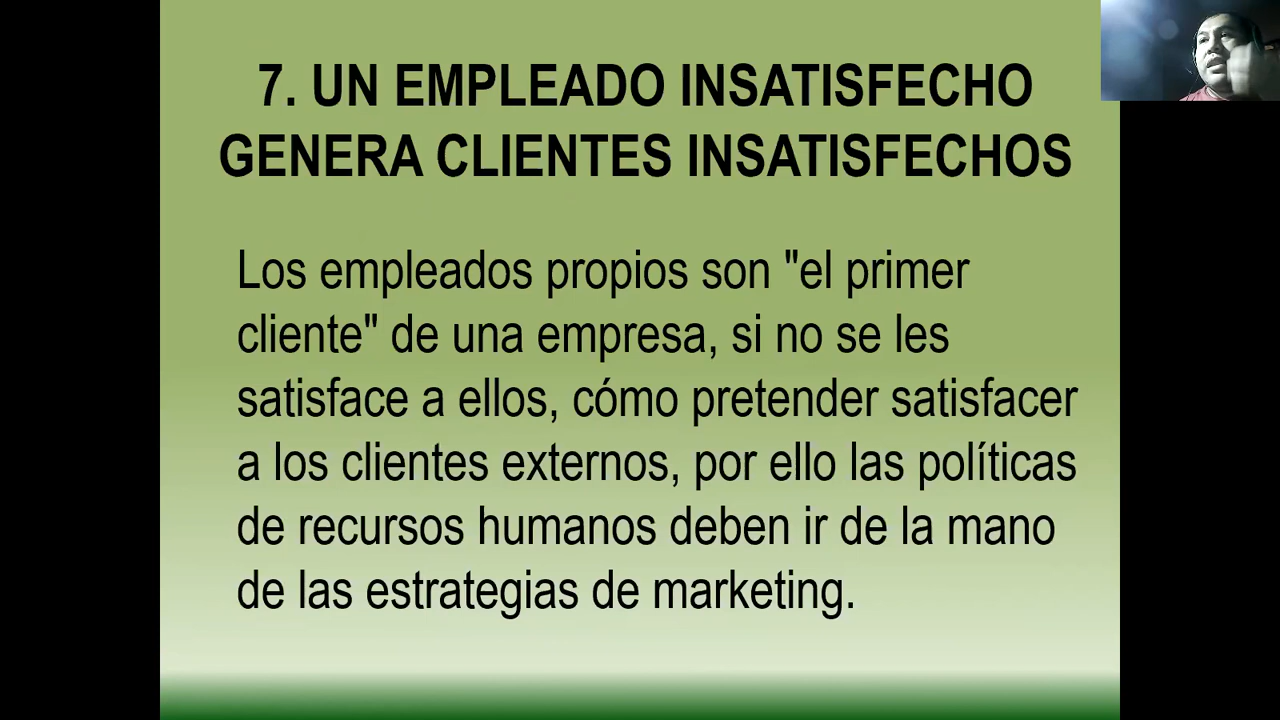 7. UN EMPLEADO INSATISFECHO
GENERA CLIENTES INSATISFECHOS
Los empleados propios son "el primer
cliente" de una empresa, si no se les
satisface a ellos, cómo pretender satisfacer
a los clientes externos, por ello las políticas
de recursos humanos deben ir de la mano
de las estrategias de marketing.